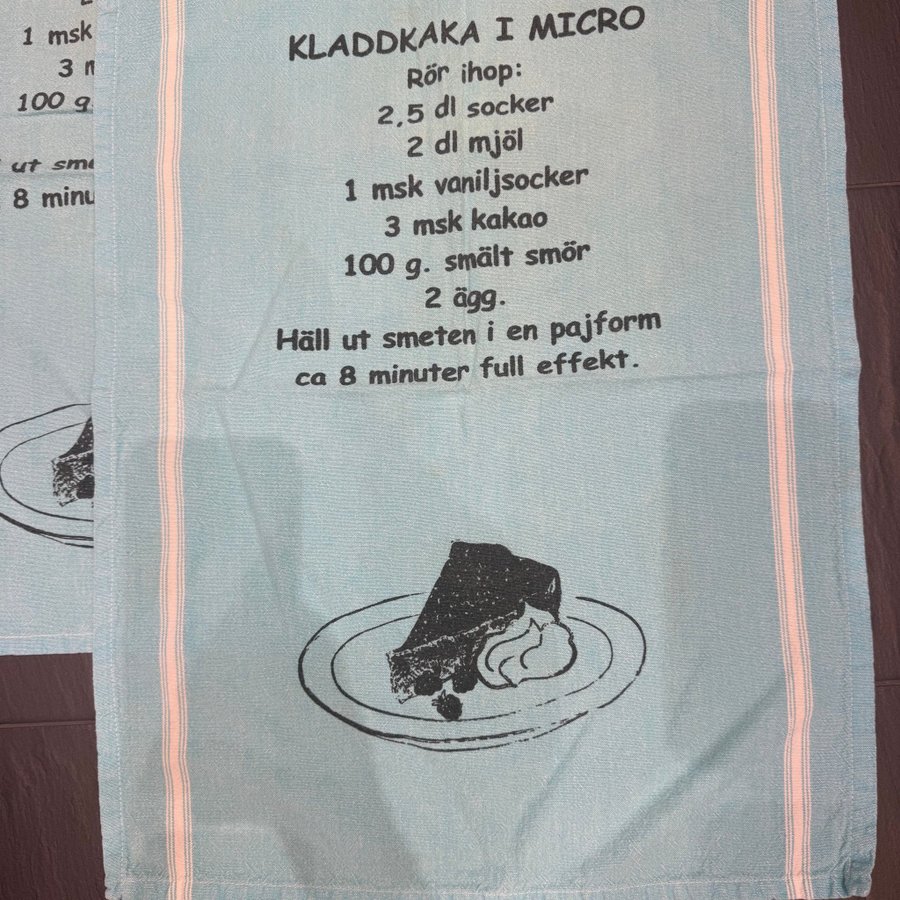 KLADDKAKA I MICRO
Rör ihop:
2,5 dl socker
2 dl mjöl
1 msk vaniljsocker
3 msk kakao
100 g. smält smör
2 ägg.
Häll ut smeten i en pajform
ca 8 minuter full effekt.
1 msk
3
100 g
ut
8